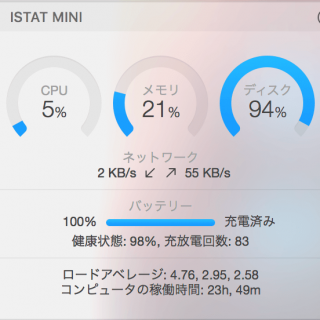 ISTAT MINI
CPU
5%
メモリ
21%
ディスク
94%
ネットワーク
2 KB/s ↙ ↗ 55 KB/s
バッテリー
100% 充電済み
健康状態: 98%, 充放電回数: 83
ロードアベレージ: 4.76, 2.95, 2.58
コンピュータの稼働時間: 23h, 49m